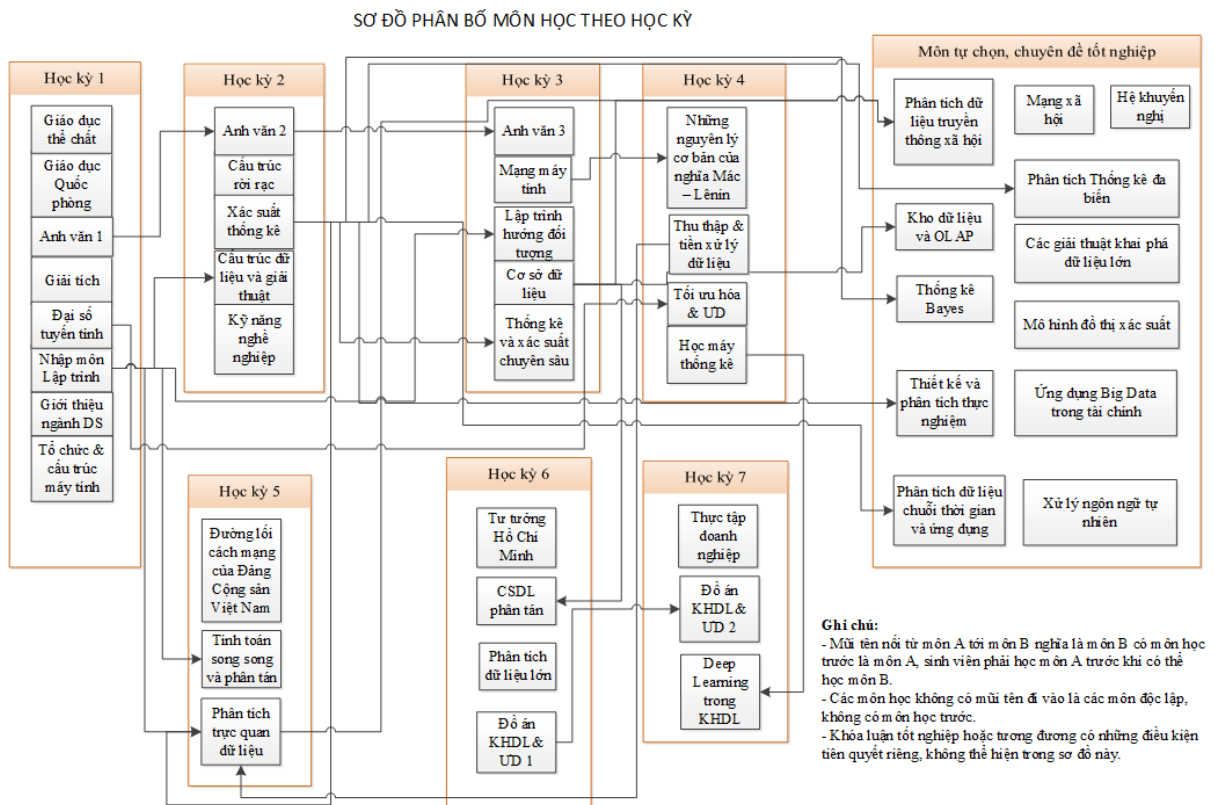 SƠ ĐỒ PHÂN BỐ MÔN HỌC THEO HỌC KỲ
Học kỳ 1
Giáo dục
thể chất
Giáo dục
Quốc
phòng
Anh văn 1
Giải tích
Đại số
tuyến tính
Nhập môn
Lập trình
Giới thiệu
ngành DS
Tổ chức &
cấu trúc
máy tính
Học kỳ 2
Anh văn 2
Cấu trúc
rời rạc
Xác suất
thống kê
Cấu trúc dữ
liệu và giải
thuật
Kỹ năng
nghề
nghiệp
Học kỳ 3
Anh văn 3
Mạng máy
tính
Lập trình
hướng đối
tượng
Cơ sở dữ
liệu
Thống kê
và xác suất
chuyên sâu
Học kỳ 4
Những
nguyên lý
cơ bản của
nghĩa Mác
– Lênin
Thu thập &
tiền xử lý
dữ liệu
Tối ưu hóa
& ƯD
Học máy
thống kê
Môn tự chọn, chuyên đề tốt nghiệp
Phân tích dữ
liệu truyền
thông xã hội
Mạng xã
hội
Hệ khuyến
nghị
Phân tích Thống kê đa
biến
Kho dữ liệu
và OLAP
Các giải thuật khai phá
dữ liệu lớn
Thống kê
Bayes
Mô hình đồ thị xác suất
Thiết kế và
phân tích thực
nghiệm
Ứng dụng Big Data
trong tài chính
Phân tích dữ liệu
chuỗi thời gian
và ứng dụng
Xử lý ngôn ngữ tự
nhiên
Học kỳ 5
Đường lối
cách mạng
của Đảng
Cộng sản
Việt Nam
Tính toán
song song
và phân tán
Phân tích
trực quan
dữ liệu
Học kỳ 6
Tư tưởng
Hồ Chí
Minh
CSDL
phân tán
Phân tích
dữ liệu lớn
Đồ án
KHDL&
ƯD 1
Học kỳ 7
Thực tập
doanh
nghiệp
Đồ án
KHDL&
ƯD 2
Deep
Learning
trong
KHDL
Ghi chú:
- Mũi tên nối từ môn A tới môn B nghĩa là môn B có môn học
trước là môn A, sinh viên phải học môn A trước khi có thể
học môn B.
- Các môn học không có mũi tên đi vào là các môn độc lập,
không có môn học trước.
- Khóa luận tốt nghiệp hoặc tương đương có những điều kiện
tiên quyết riêng, không thể hiện trong sơ đồ này.